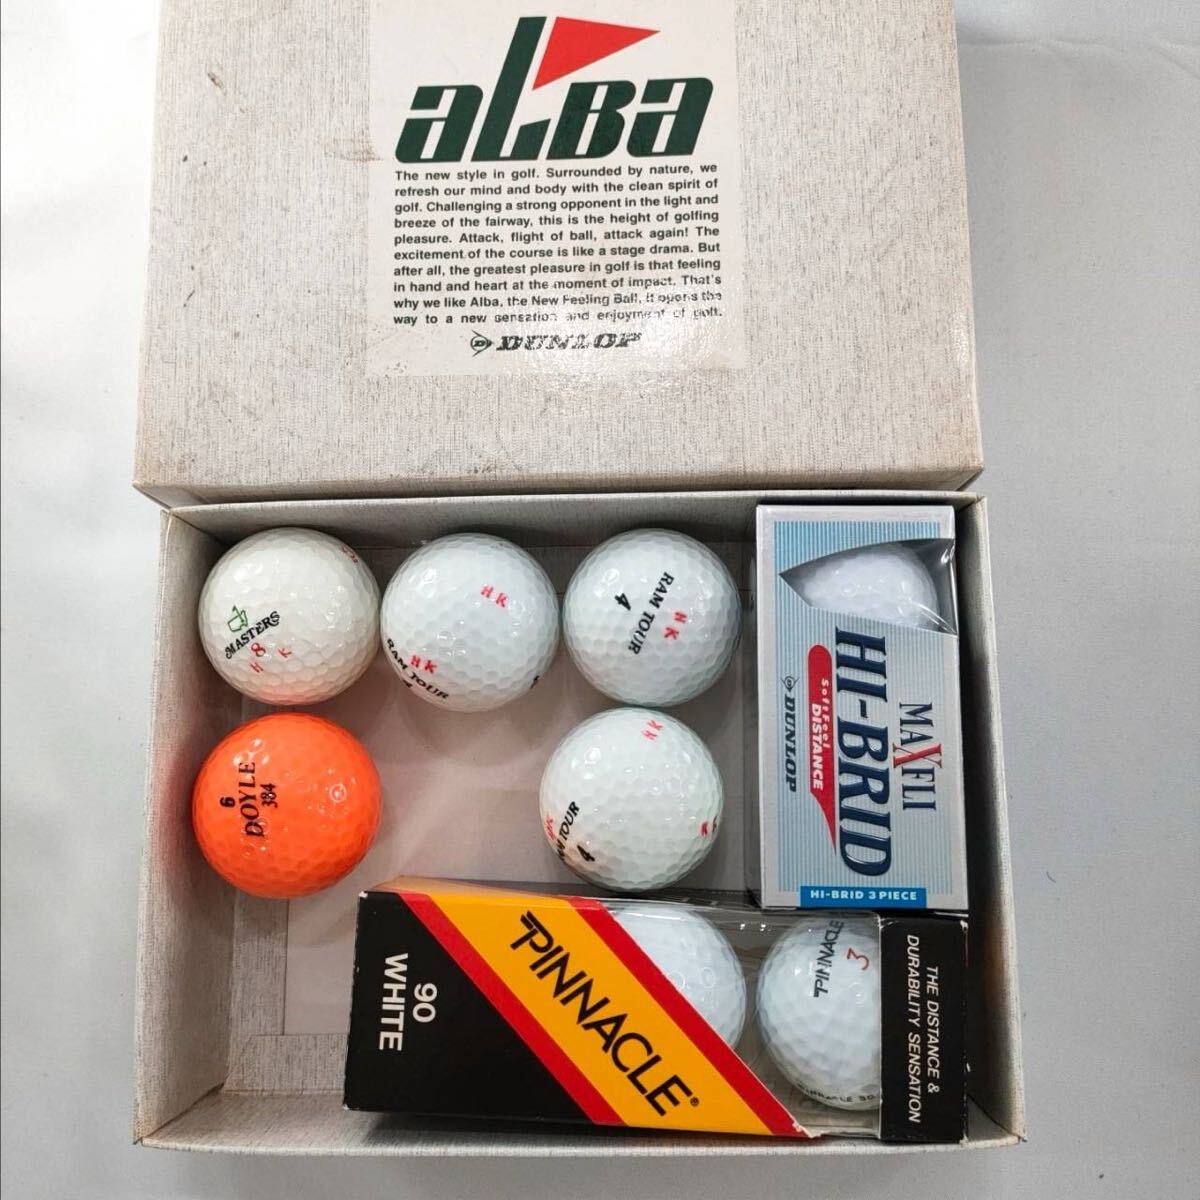 alba
The new style in golf. Surrounded by nature, we
refresh our mind and body with the clean spirit of
golf. Challenging a strong opponent in the light and
breeze of the fairway, this is the height of golfing
pleasure. Attack, flight of ball, attack again! The
excitement of the course is like a stage drama. But
after all, the greatest pleasure in golf is that feeling
in hand and heart at the moment of impact. That's
why we like Alba, the New Feeling Ball, it opens the
way to a new sensation and enjoyment of golf.
DUNLOP
MASTERS
8
H K
H K
H K
RAM TOUR
RAM TOUR
4
H K
6
DOYLE
384
H K
TOUR
4
MAXFLI
HI-BRID
Soft Feel
DISTANCE
DUNLOP
HI-BRID 3 PIECE
90
WHITE
PINNACLE®
PINNACLE
3
THE DISTANCE &
DURABILITY SENSATION